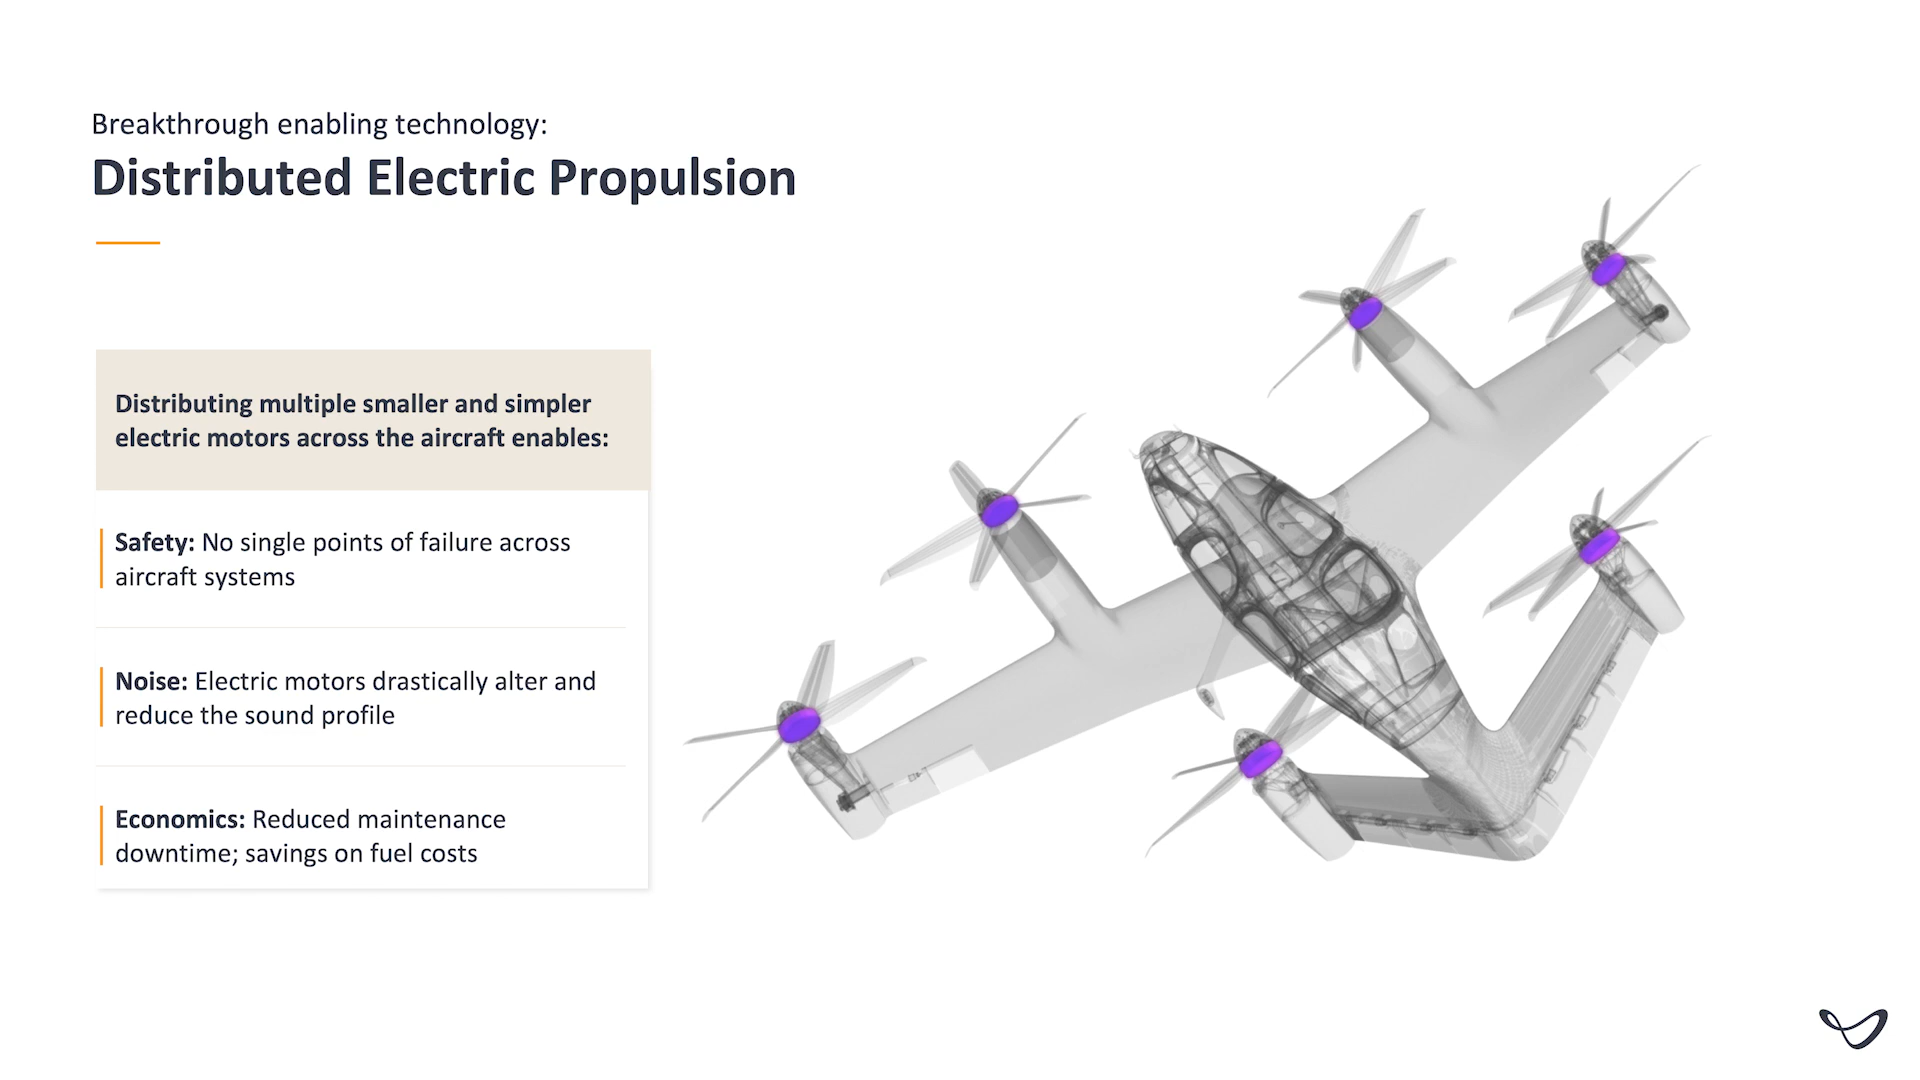 Breakthrough enabling technology:
Distributed Electric Propulsion
Distributing multiple smaller and simpler
electric motors across the aircraft enables:
Safety: No single points of failure across
aircraft systems
Noise: Electric motors drastically alter and
reduce the sound profile
Economics: Reduced maintenance
downtime; savings on fuel costs